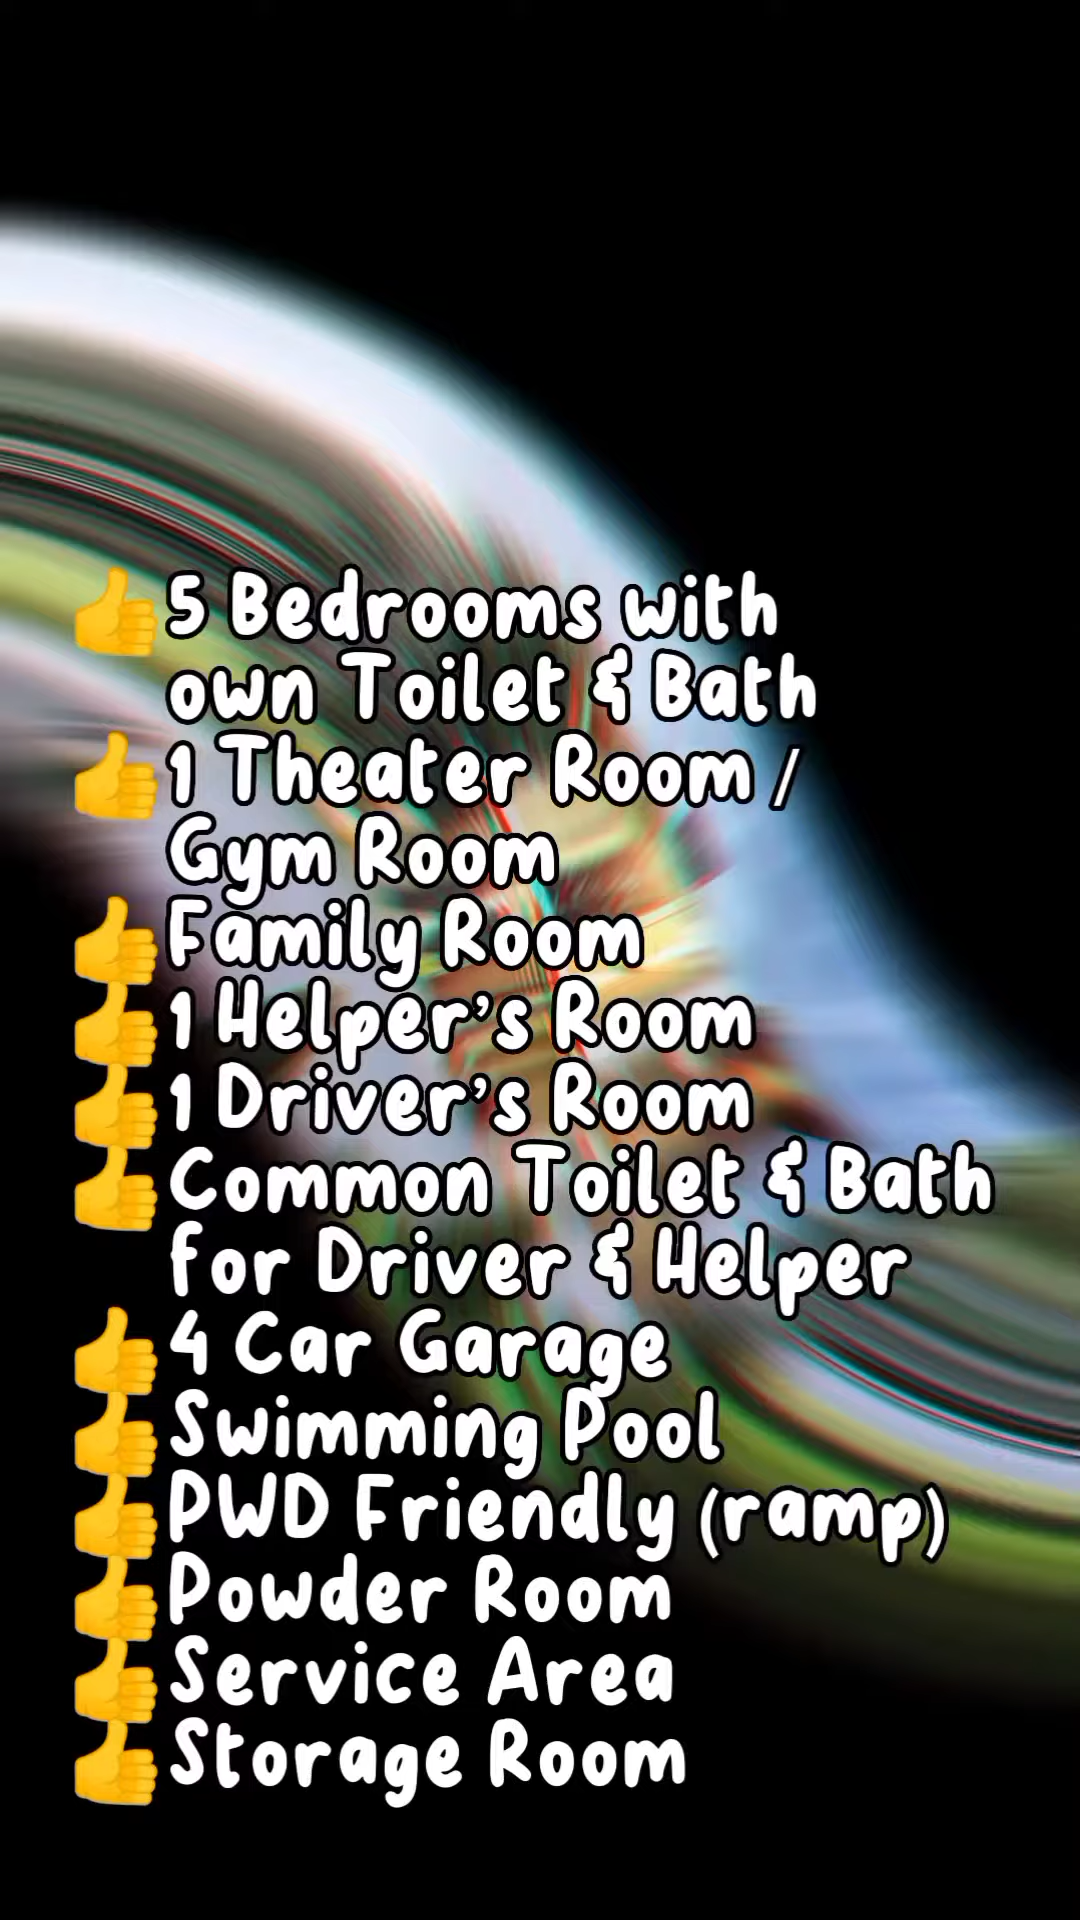 👍5 Bedrooms with
own Toilet & Bath
👍1 Theater Room /
Gym Room
👍Family Room
👍1 Helper's Room
👍1 Driver's Room
👍Common Toilet & Bath
for Driver & Helper
👍4 Car Garage
👍Swimming Pool
👍PWD Friendly (ramp)
👍Powder Room
👍Service Area
👍Storage Room